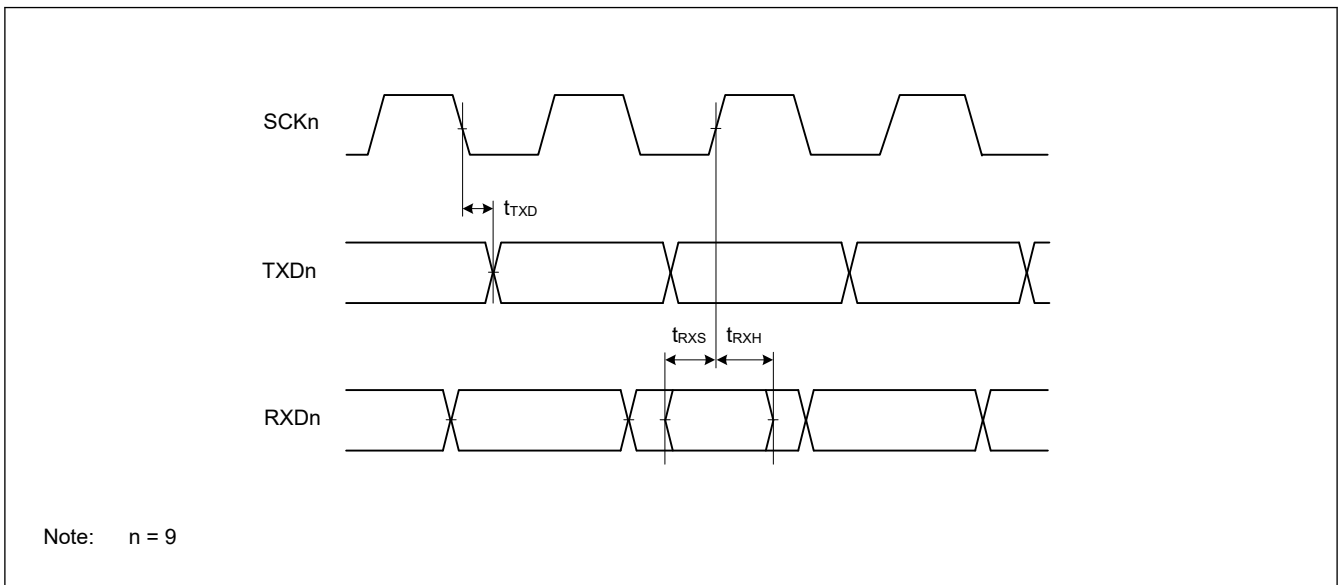 SCKn
tTXD
TXDn
tRXS tRXH
RXDn
Note: n = 9